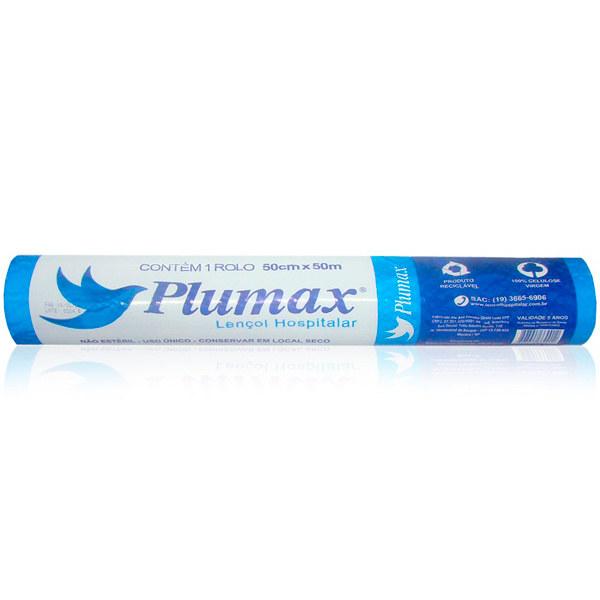 CONTÉM 1 ROLO 50cm x 50m
Plumax®
Lençol Hospitalar
NÃO ESTÉRIL - USO ÚNICO - CONSERVAR EM LOCAL SECO
Plumax®
PRODUTO
RECICLÁVEL
100% CELULOSE
VIRGEM
SAC: (19) 3665-6906
VALIDADE 5 ANOS